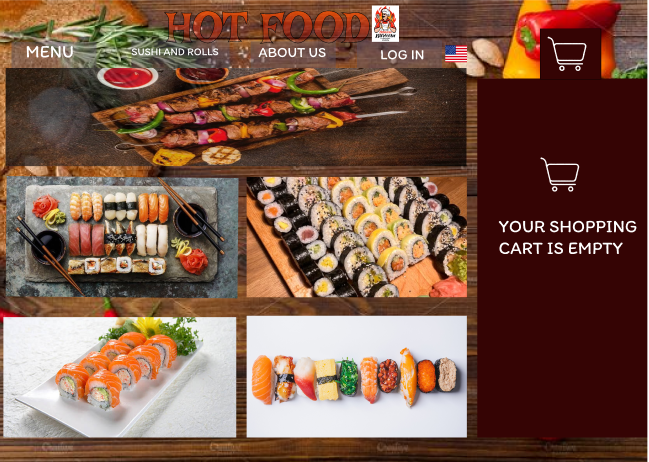 HOT FOOD
MENU
SUSHI AND ROLLS
ABOUT US
LOG IN
YOUR SHOPPING
CART IS EMPTY